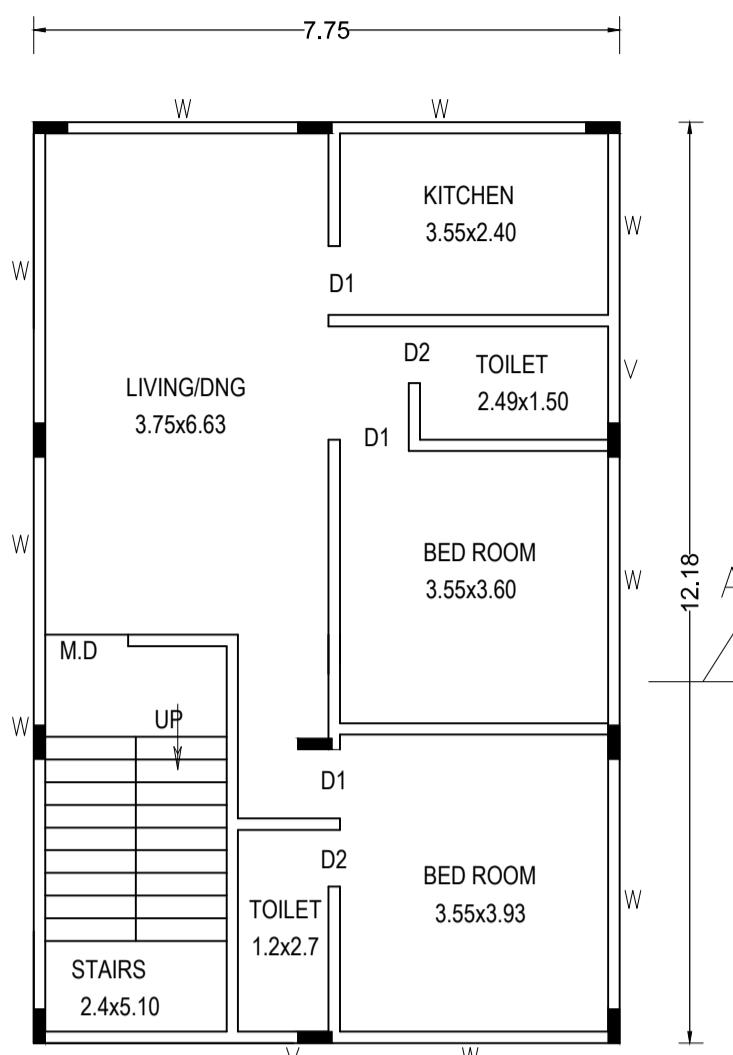 7.75
W
W
KITCHEN
3.55x2.40
W
W
D1
D2
TOILET
2.49x1.50
V
LIVING/DNG
3.75x6.63
D1
W
BED ROOM
3.55x3.60
W
12.18
A
M.D
UP
W
D1
D2
BED ROOM
3.55x3.93
W
TOILET
1.2x2.7
STAIRS
2.4x5.10
V
W